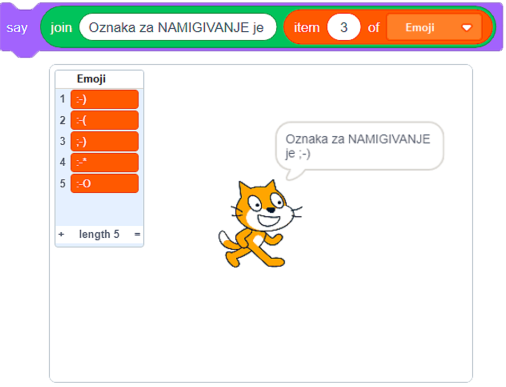 say join Oznaka za NAMIGIVANJE je item 3 of Emoji
Emoji
1 :-)
2 :-(
3 ;-)
4 :-*
5 :-O
+ length 5 =
Oznaka za NAMIGIVANJE
je ;-)